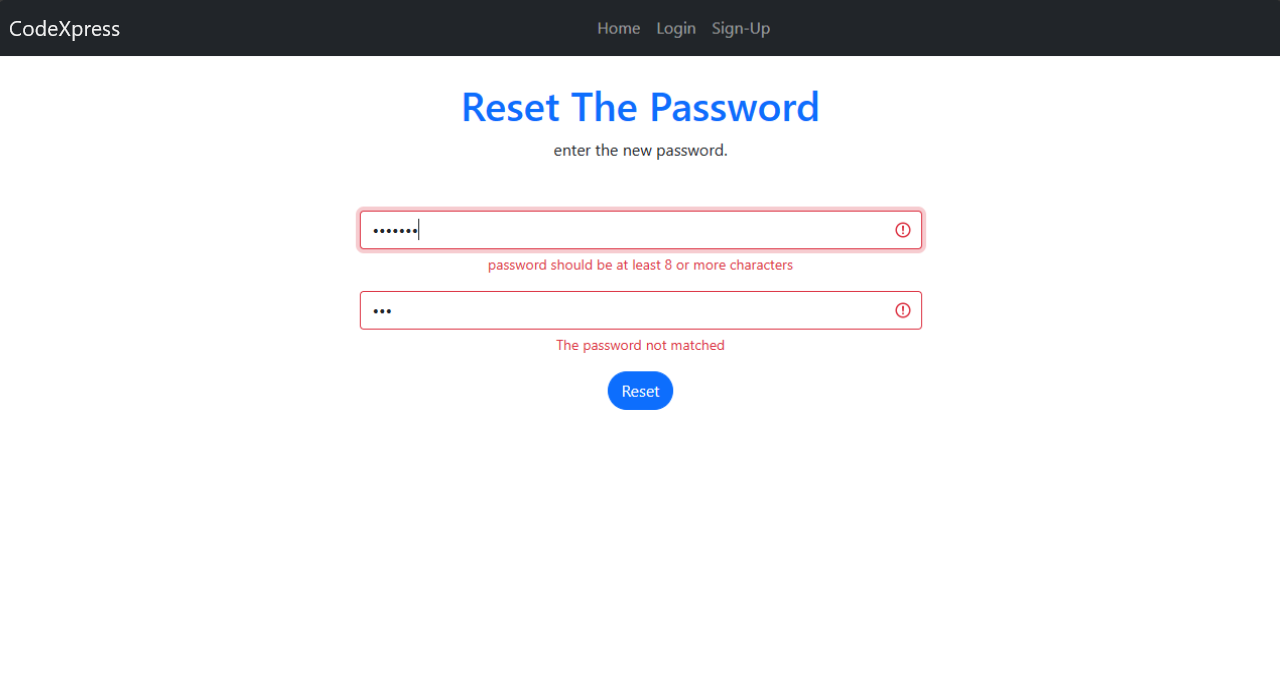 CodeXpress Home Login Sign-Up
Reset The Password
enter the new password.
•••••••
password should be at least 8 or more characters
•••
The password not matched
Reset